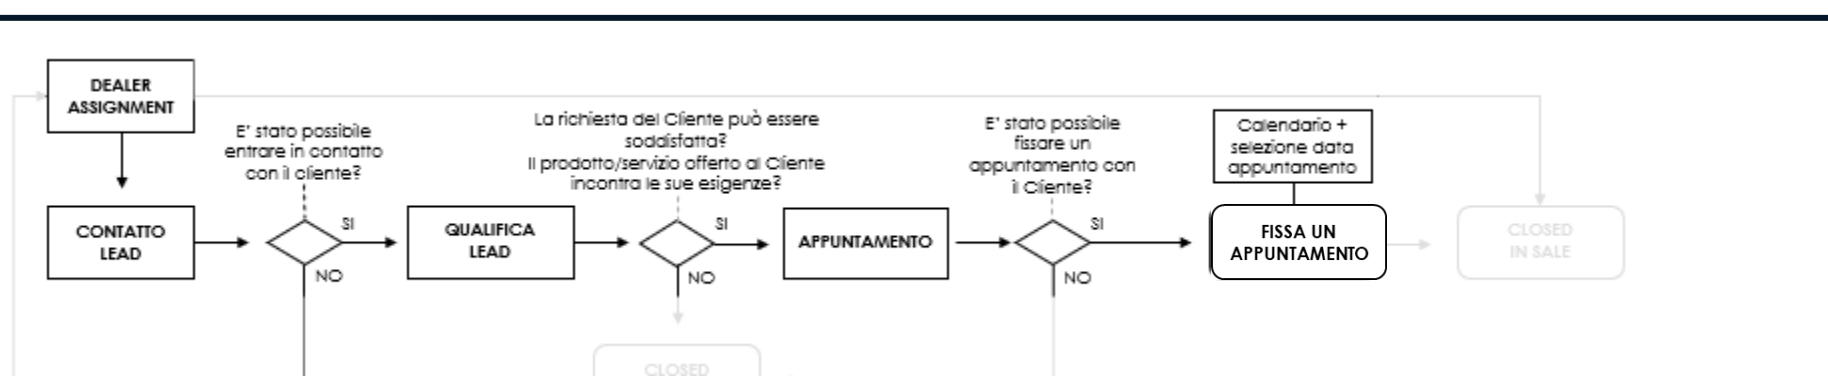 DEALER
ASSIGNMENT
E' stato possibile
entrare in contatto
con il cliente?
La richiesta del Cliente può essere
soddisfatta?
Il prodotto/servizio offerto al Cliente
incontra le sue esigenze?
E' stato possibile
fissare un
appuntamento con
il Cliente?
Calendario +
selezione data
appuntamento
CONTATTO
LEAD
SI
NO
QUALIFICA
LEAD
SI
NO
APPUNTAMENTO
SI
NO
FISSA UN
APPUNTAMENTO
CLOSED
IN SALE
CLOSED